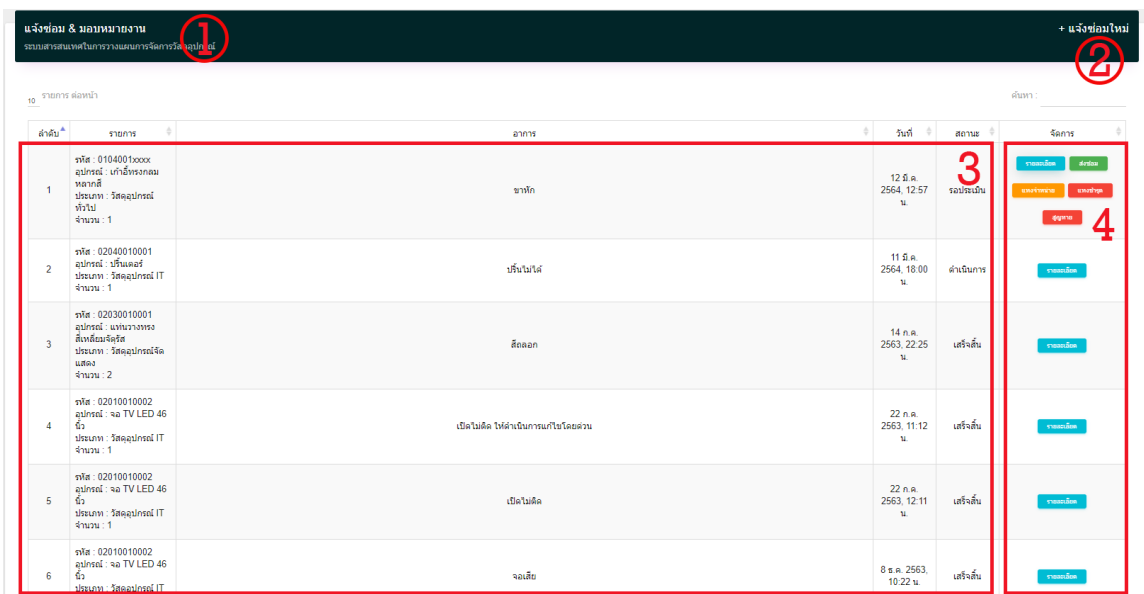 แจ้งซ่อม & มอบหมายงาน
ระบบสารสนเทศในการวางแผนการจัดการวัสดุอุปกรณ์
1
+ แจ้งซ่อมใหม่
2
10 รายการ ต่อหน้า
ค้นหา :
ลำดับ รายการ อาการ วันที่ สถานะ จัดการ
3
4
1
รหัส : 0104001xxxx
อุปกรณ์ : เก้าอี้ทรงกลม
หลากสี
ประเภท : วัสดุอุปกรณ์
ทั่วไป
จำนวน : 1
ขาหัก
12 มี.ค.
2564, 12:57
น.
รอประเมิน
รายละเอียด ส่งซ่อม
แทงจำหน่าย แทงชำรุด
สูญหาย
2
รหัส : 02040010001
อุปกรณ์ : ปริ้นเตอร์
ประเภท : วัสดุอุปกรณ์ IT
จำนวน : 1
ปริ้นไม่ได้
11 มี.ค.
2564, 18:00
น.
ดำเนินการ
รายละเอียด
3
รหัส : 02030010001
อุปกรณ์ : แท่นวางทรง
สี่เหลี่ยมจัตุรัส
ประเภท : วัสดุอุปกรณ์จัด
แสดง
จำนวน : 2
สีถลอก
14 ก.ค.
2563, 22:25
น.
เสร็จสิ้น
รายละเอียด
4
รหัส : 02010010002
อุปกรณ์ : จอ TV LED 46
นิ้ว
ประเภท : วัสดุอุปกรณ์ IT
จำนวน : 1
เปิดไม่ติด ให้ดำเนินการแก้ไขโดยด่วน
22 ก.ค.
2563, 11:12
น.
เสร็จสิ้น
รายละเอียด
5
รหัส : 02010010002
อุปกรณ์ : จอ TV LED 46
นิ้ว
ประเภท : วัสดุอุปกรณ์ IT
จำนวน : 1
เปิดไม่ติด
22 ก.ค.
2563, 12:11
น.
เสร็จสิ้น
รายละเอียด
6
รหัส : 02010010002
อุปกรณ์ : จอ TV LED 46
นิ้ว
ประเภท : วัสดุอุปกรณ์ IT
จอเสีย
8 ธ.ค. 2563,
10:22 น.
เสร็จสิ้น
รายละเอียด